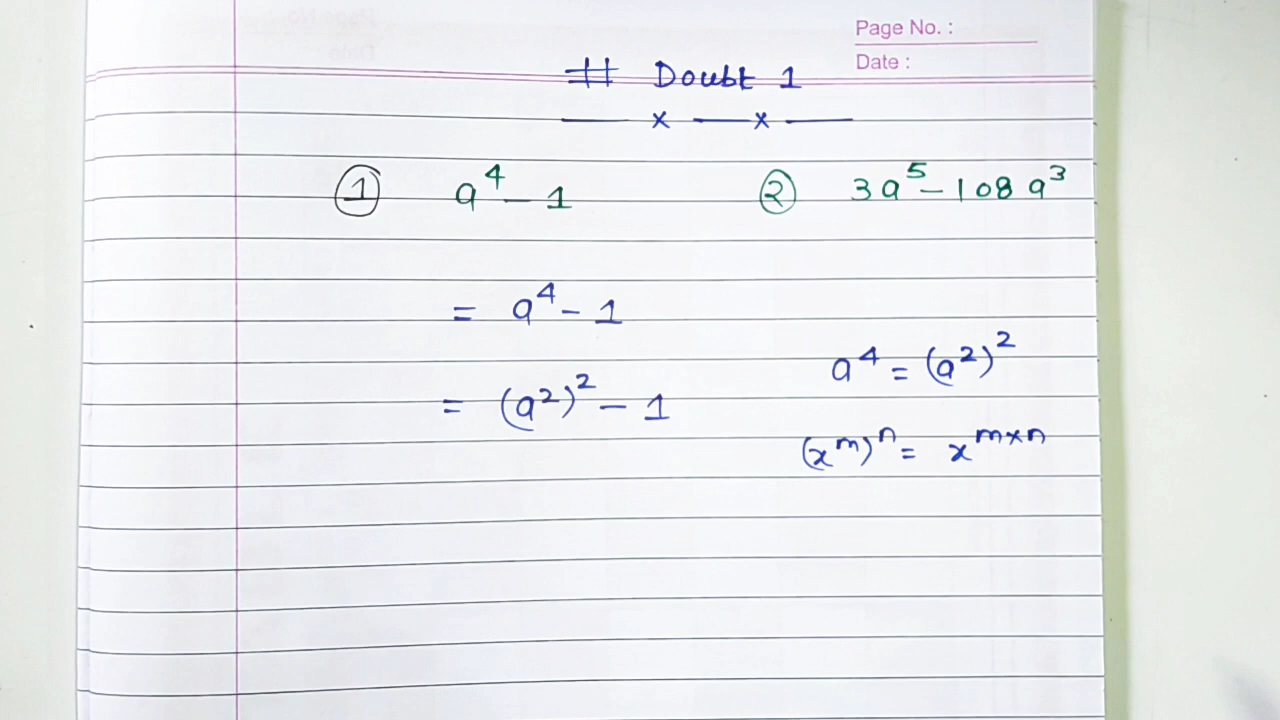 Page No. :
Date :
# Doubt 1
— x — x —
① a⁴ - 1 ② 3a⁵ - 108a³
= a⁴ - 1
a⁴ = (a²)²
= (a²)² - 1
(xᵐ)ⁿ = xᵐˣⁿ